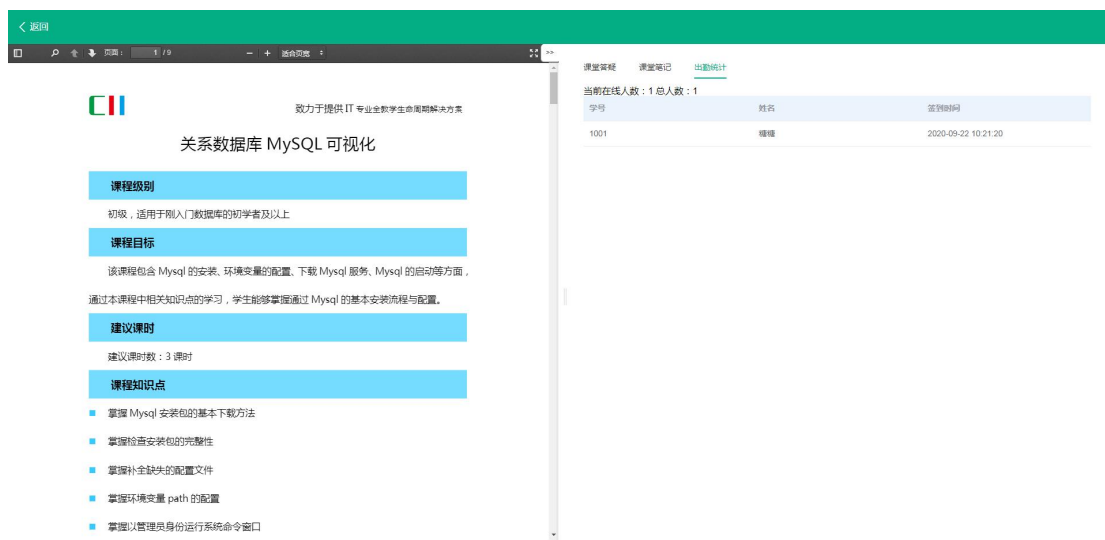 返回
页面：
1 / 9
− + 适合页宽
>>
CII
致力于提供 IT 专业全教学生命周期解决方案
关系数据库 MySQL 可视化
课程级别
初级，适用于刚入门数据库的初学者及以上
课程目标
该课程包含 Mysql 的安装、环境变量的配置、下载 Mysql 服务、Mysql 的启动等方面，
通过本课程中相关知识点的学习，学生能够掌握通过 Mysql 的基本安装流程与配置。
建议课时
建议课时数：3 课时
课程知识点
掌握 Mysql 安装包的基本下载方法
掌握检查安装包的完整性
掌握补全缺失的配置文件
掌握环境变量 path 的配置
掌握以管理员身份运行系统命令窗口
课堂答疑 课堂笔记 出勤统计
当前在线人数：1 总人数：1
学号 姓名 签到时间
1001 糖糖 2020-09-22 10:21:20